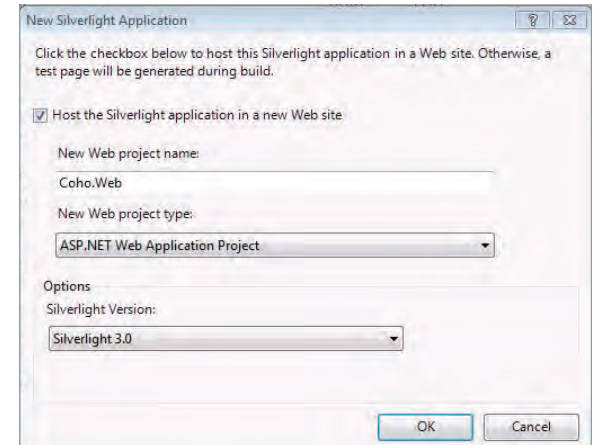 New Silverlight Application
Click the checkbox below to host this Silverlight application in a Web site. Otherwise, a
test page will be generated during build.
Host the Silverlight application in a new Web site
New Web project name:
Coho.Web
New Web project type:
ASP.NET Web Application Project
Options
Silverlight Version:
Silverlight 3.0
OK
Cancel